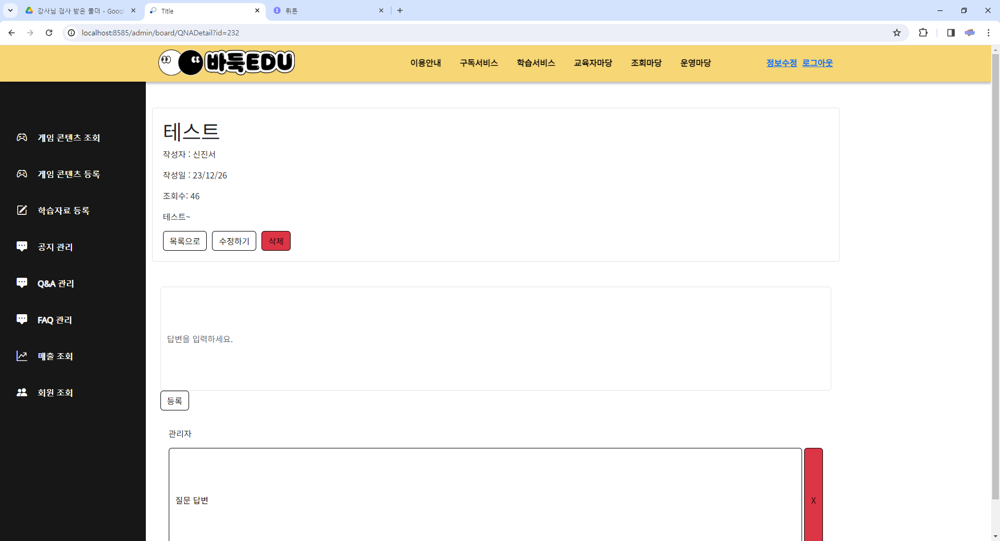 강사님 검사 받은 폴더 - Goog
Title
뤼튼
localhost:8585/admin/board/QNADetail?id=232
바둑EDU
이용안내 구독서비스 학습서비스 교육자마당 조회마당 운영마당 정보수정 로그아웃
게임 콘텐츠 조회
게임 콘텐츠 등록
학습자료 등록
공지 관리
Q&A 관리
FAQ 관리
매출 조회
회원 조회
테스트
작성자 : 신진서
작성일 : 23/12/26
조회수: 46
테스트~
목록으로 수정하기 삭제
답변을 입력하세요.
등록
관리자
질문 답변 X